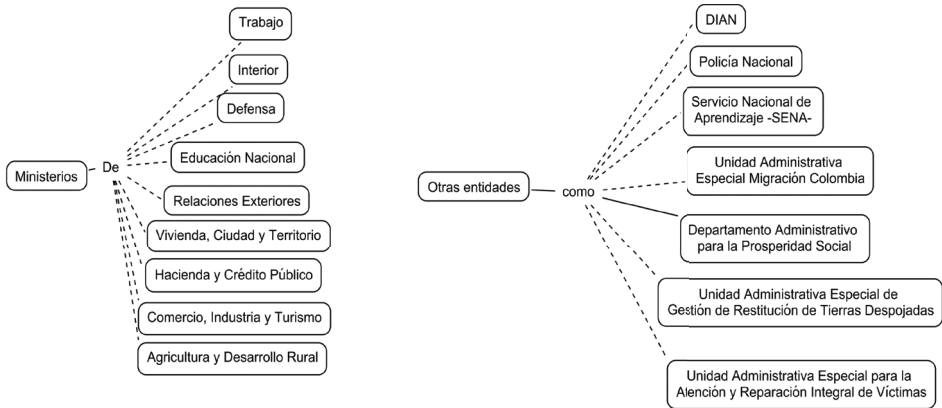 Trabajo
Interior
Defensa
Educación Nacional
Ministerios
De
Relaciones Exteriores
Vivienda, Ciudad y Territorio
Hacienda y Crédito Público
Comercio, Industria y Turismo
Agricultura y Desarrollo Rural
DIAN
Policía Nacional
Servicio Nacional de
Aprendizaje -SENA-
Unidad Administrativa
Especial Migración Colombia
Otras entidades
como
Departamento Administrativo
para la Prosperidad Social
Unidad Administrativa Especial de
Gestión de Restitución de Tierras Despojadas
Unidad Administrativa Especial para la
Atención y Reparación Integral de Víctimas